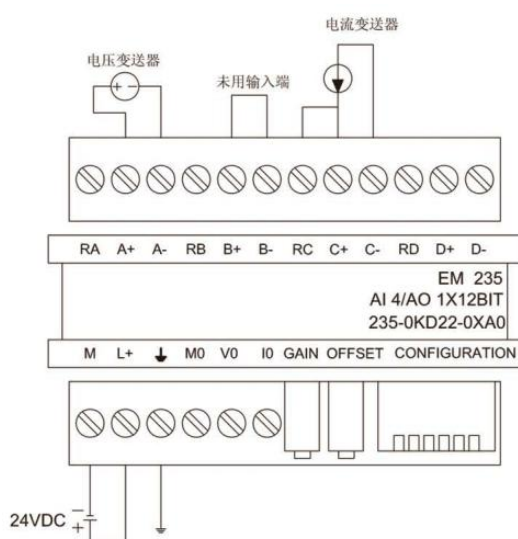 电流变送器
电压变送器
未用输入端
+ −
RA A+ A- RB B+ B- RC C+ C- RD D+ D-
EM 235
AI 4/AO 1X12BIT
235-0KD22-0XA0
M L+ M0 V0 I0 GAIN OFFSET CONFIGURATION
24VDC − +